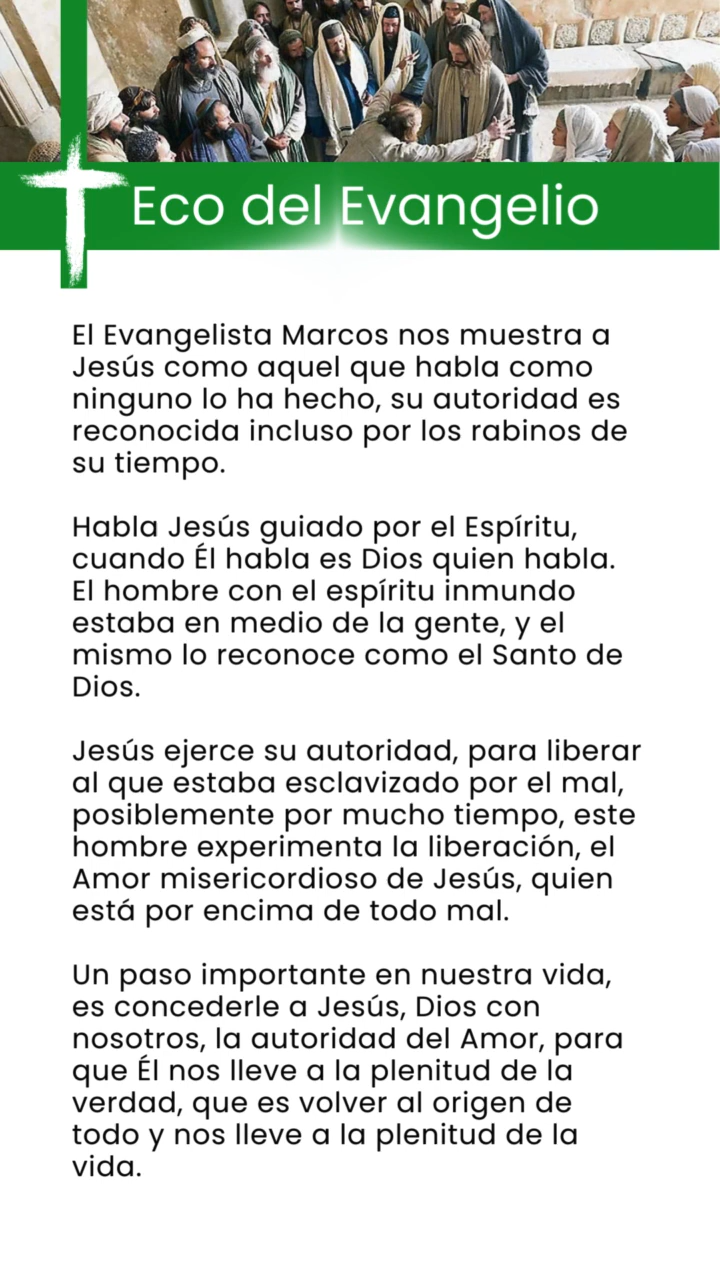 Eco del Evangelio
El Evangelista Marcos nos muestra a
Jesús como aquel que habla como
ninguno lo ha hecho, su autoridad es
reconocida incluso por los rabinos de
su tiempo.
Habla Jesús guiado por el Espíritu,
cuando Él habla es Dios quien habla.
El hombre con el espíritu inmundo
estaba en medio de la gente, y el
mismo lo reconoce como el Santo de
Dios.
Jesús ejerce su autoridad, para liberar
al que estaba esclavizado por el mal,
posiblemente por mucho tiempo, este
hombre experimenta la liberación, el
Amor misericordioso de Jesús, quien
está por encima de todo mal.
Un paso importante en nuestra vida,
es concederle a Jesús, Dios con
nosotros, la autoridad del Amor, para
que Él nos lleve a la plenitud de la
verdad, que es volver al origen de
todo y nos lleve a la plenitud de la
vida.